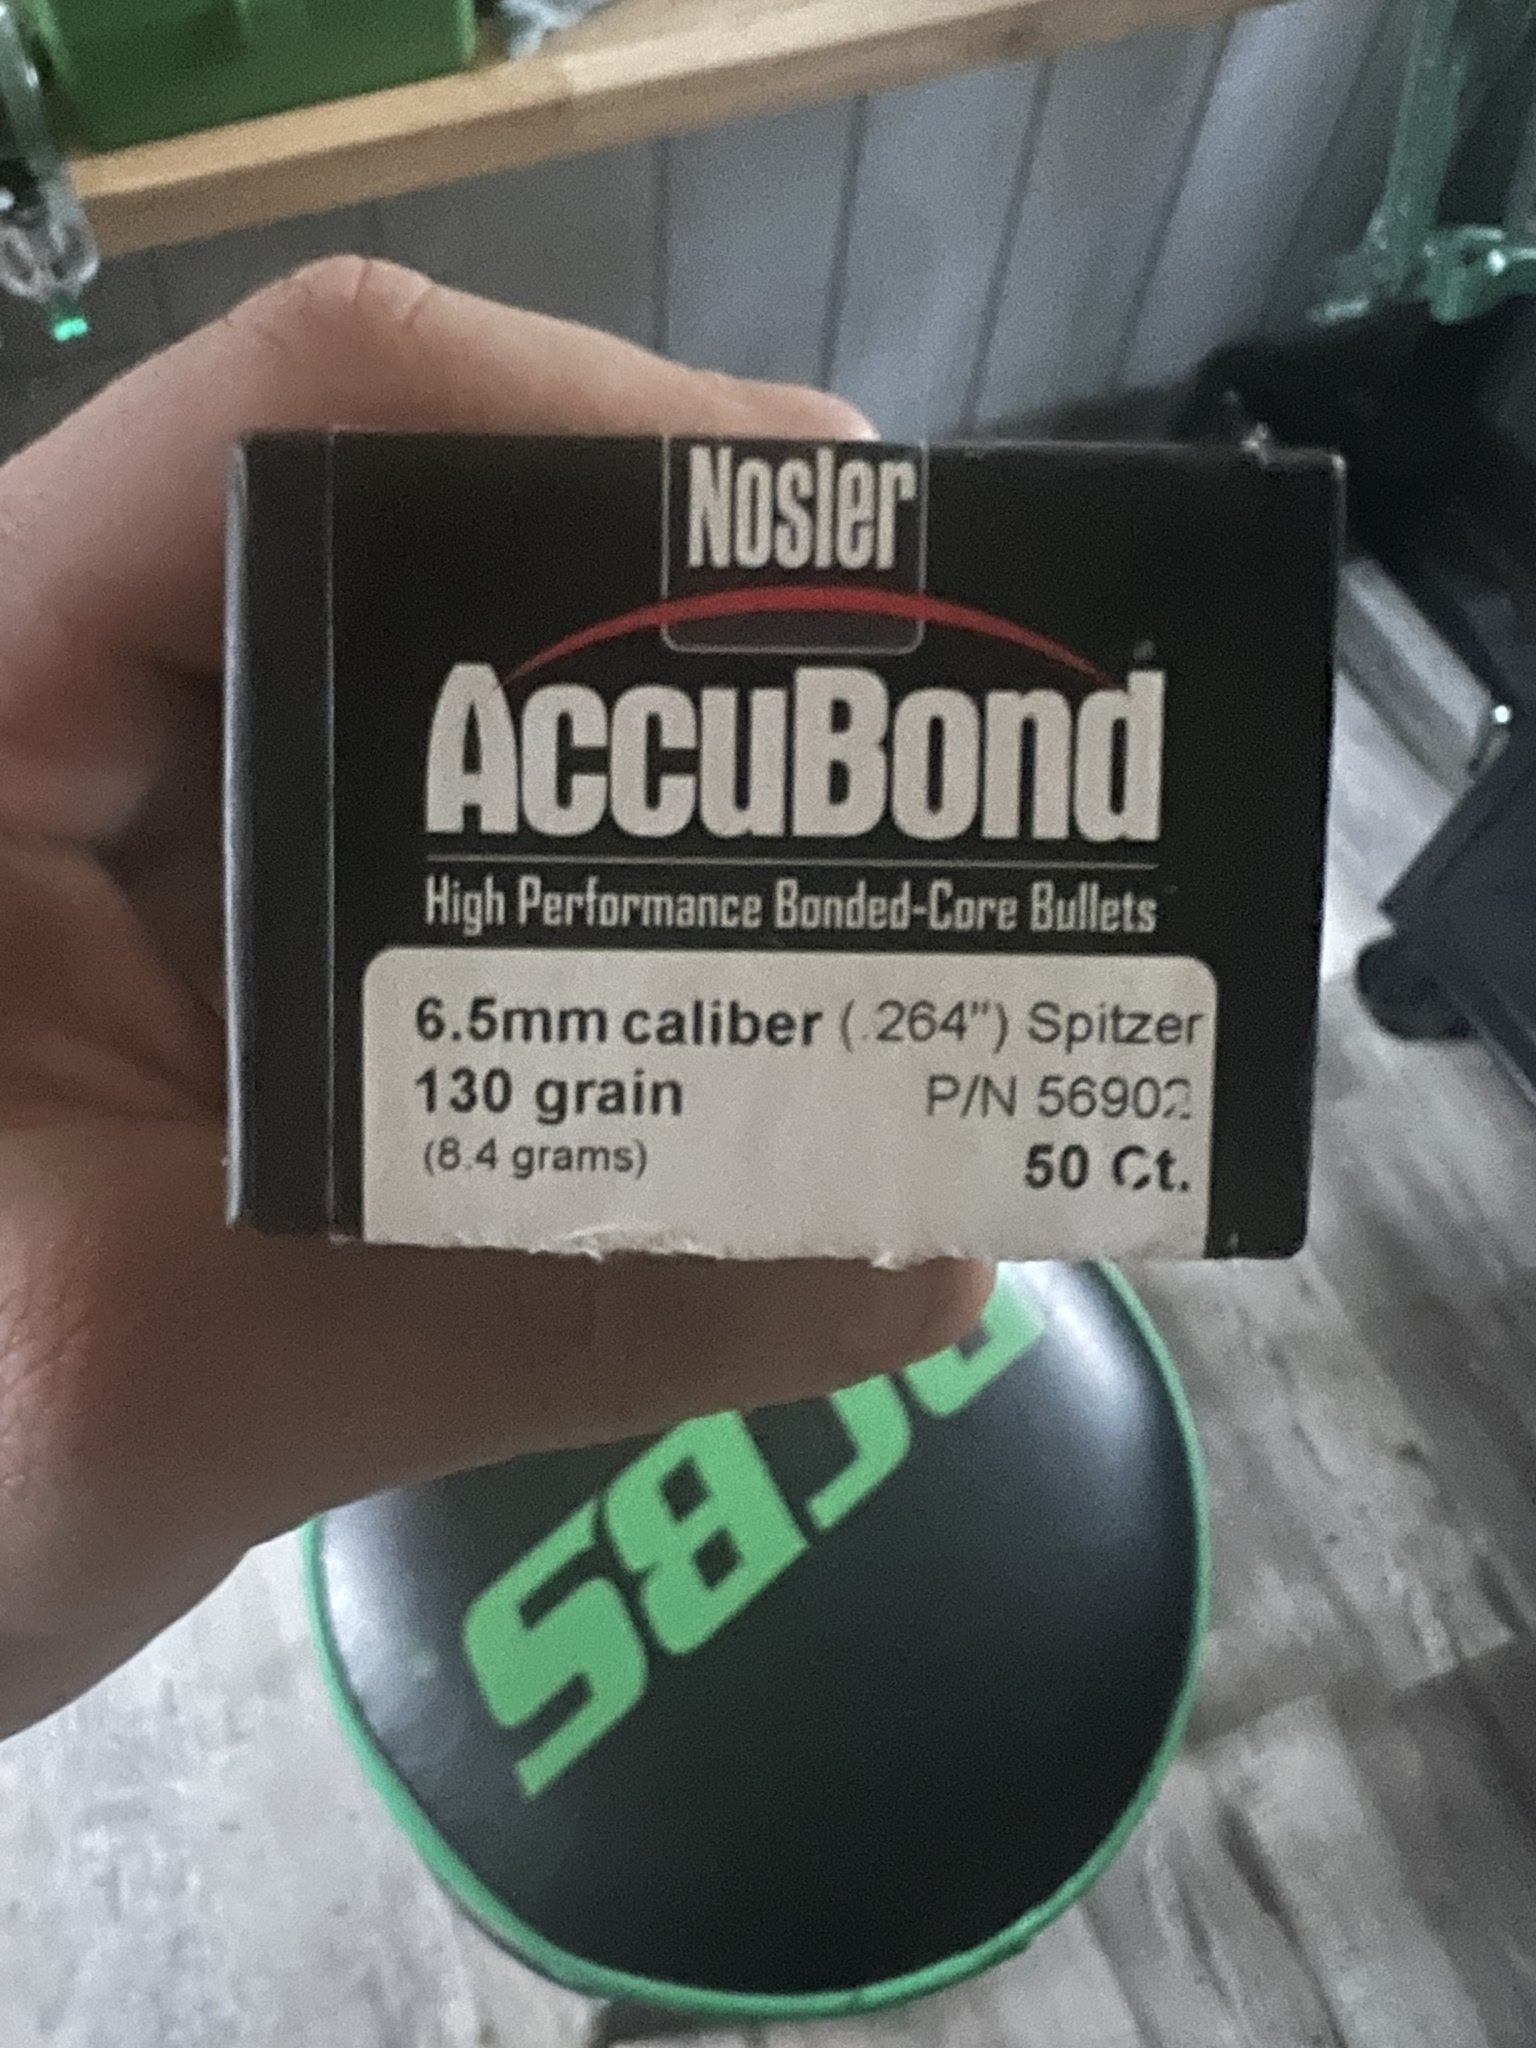 Nosler
AccuBond
High Performance Bonded-Core Bullets
6.5mm caliber (.264") Spitzer
130 grain P/N 56902
(8.4 grams)
50 Ct.
RCBS